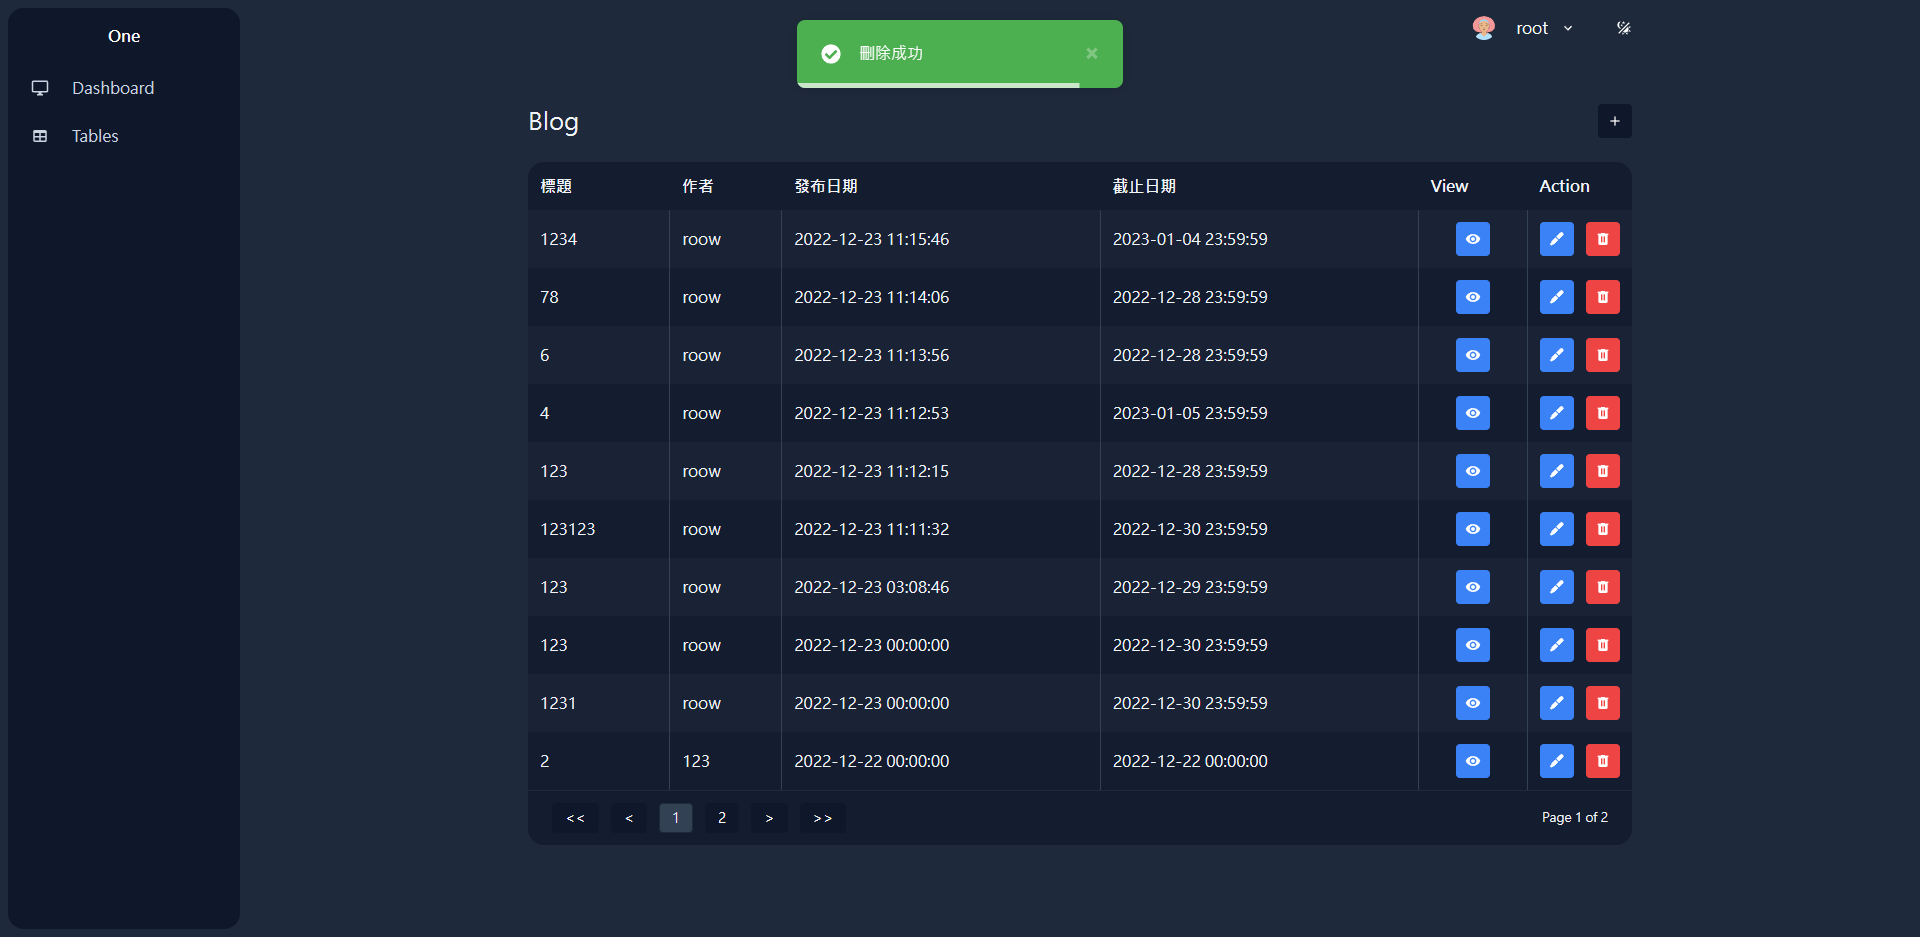 One
Dashboard
Tables
刪除成功
root
Blog
+
標題 作者 發布日期 截止日期 View Action
1234 roow 2022-12-23 11:15:46 2023-01-04 23:59:59
78 roow 2022-12-23 11:14:06 2022-12-28 23:59:59
6 roow 2022-12-23 11:13:56 2022-12-28 23:59:59
4 roow 2022-12-23 11:12:53 2023-01-05 23:59:59
123 roow 2022-12-23 11:12:15 2022-12-28 23:59:59
123123 roow 2022-12-23 11:11:32 2022-12-30 23:59:59
123 roow 2022-12-23 03:08:46 2022-12-29 23:59:59
123 roow 2022-12-23 00:00:00 2022-12-30 23:59:59
1231 roow 2022-12-23 00:00:00 2022-12-30 23:59:59
2 123 2022-12-22 00:00:00 2022-12-22 00:00:00
<< < 1 2 > >> Page 1 of 2